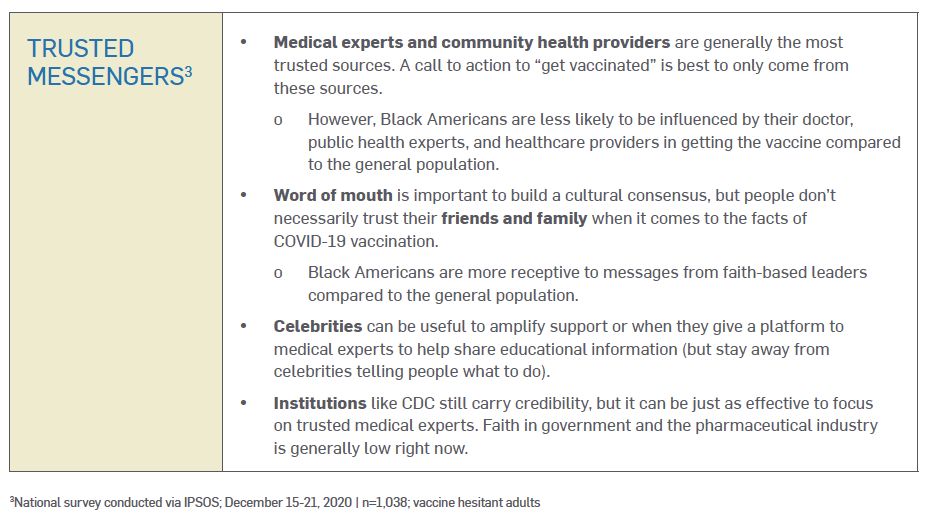 TRUSTED
MESSENGERS³
• Medical experts and community health providers are generally the most
trusted sources. A call to action to “get vaccinated” is best to only come from
these sources.
o However, Black Americans are less likely to be influenced by their doctor,
public health experts, and healthcare providers in getting the vaccine compared
to the general population.
• Word of mouth is important to build a cultural consensus, but people don’t
necessarily trust their friends and family when it comes to the facts of
COVID-19 vaccination.
o Black Americans are more receptive to messages from faith-based leaders
compared to the general population.
• Celebrities can be useful to amplify support or when they give a platform to
medical experts to help share educational information (but stay away from
celebrities telling people what to do).
• Institutions like CDC still carry credibility, but it can be just as effective to focus
on trusted medical experts. Faith in government and the pharmaceutical industry
is generally low right now.
³National survey conducted via IPSOS; December 15-21, 2020 | n=1,038; vaccine hesitant adults